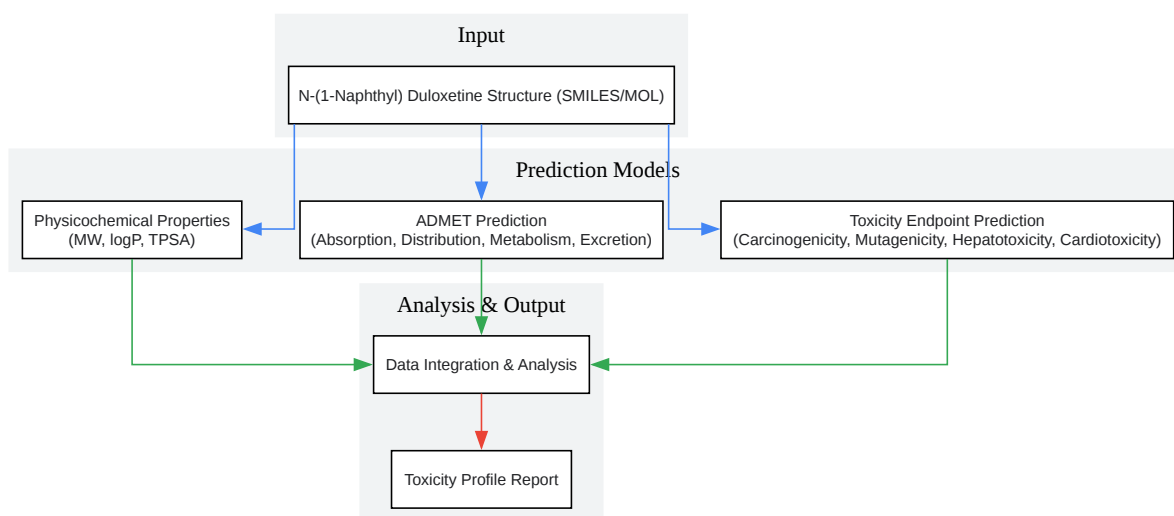 Input
N-(1-Naphthyl) Duloxetine Structure (SMILES/MOL)
Prediction Models
Physicochemical Properties
(MW, logP, TPSA)
ADMET Prediction
(Absorption, Distribution, Metabolism, Excretion)
Toxicity Endpoint Prediction
(Carcinogenicity, Mutagenicity, Hepatotoxicity, Cardiotoxicity)
Analysis & Output
Data Integration & Analysis
Toxicity Profile Report